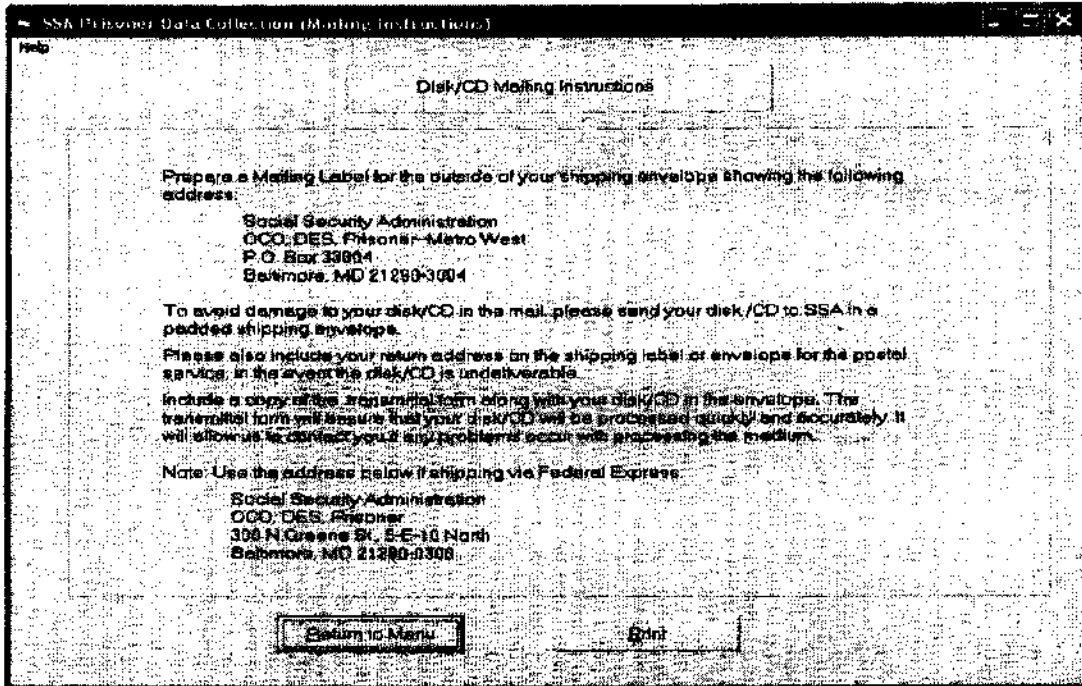 SSA Prisoner Data Collection (Mailing Instructions)
Help
Disk/CD Mailing Instructions
Prepare a Mailing Label for the outside of your shipping envelope showing the following
address:
Social Security Administration
OCO, DES, Prisoner-Metro West
P.O. Box
Baltimore, MD 21290-3004
To avoid damage to your disk/CD in the mail, please send your disk/CD to SSA in a
padded shipping envelope.
Please also include your return address on the shipping label or envelope for the postal
service, in the event the disk/CD is undeliverable.
Include a copy of the transmittal form along with your disk/CD in the envelope. The
transmittal form will ensure that your disk/CD will be processed quickly and accurately. It
will allow us to contact you if any problems occur with processing the medium.
Note: Use the address below if shipping via Federal Express
Social Security Administration
OCO, DES, Prisoner
300 N Greene St., 5-E-10 North
Baltimore, MD 21290-0300
Return to Menu
Print